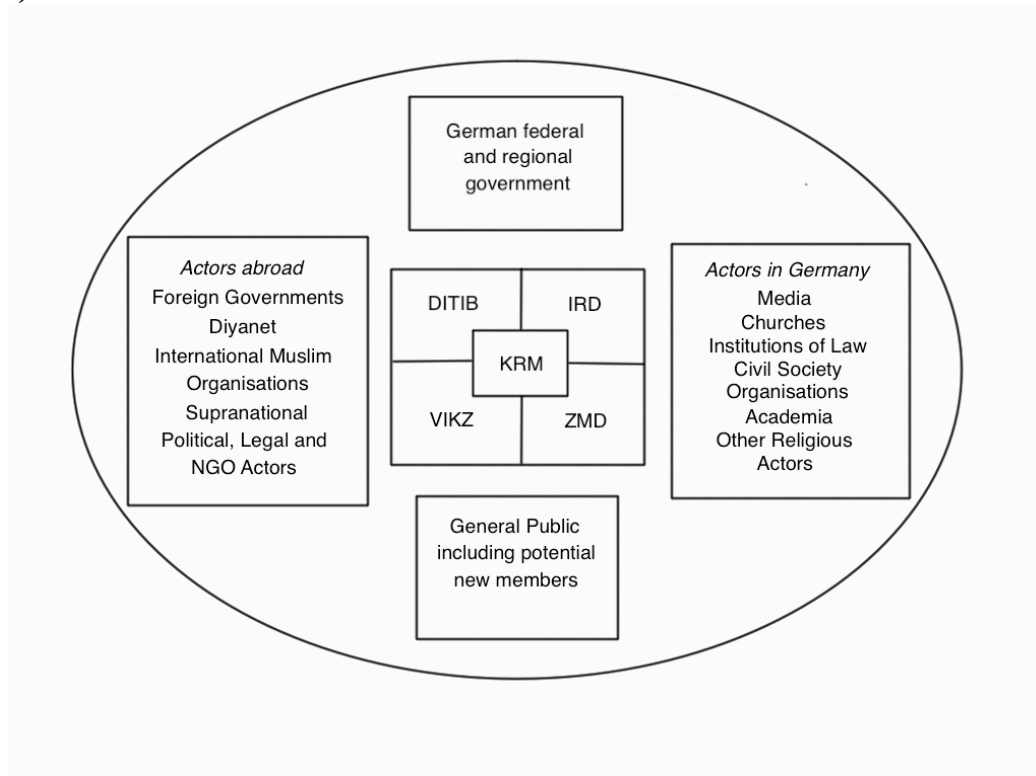 German federal
and regional
government
Actors abroad
Foreign Governments
Diyanet
International Muslim
Organisations
Supranational
Political, Legal and
NGO Actors
DITIB
IRD
KRM
VIKZ
ZMD
Actors in Germany
Media
Churches
Institutions of Law
Civil Society
Organisations
Academia
Other Religious
Actors
General Public
including potential
new members